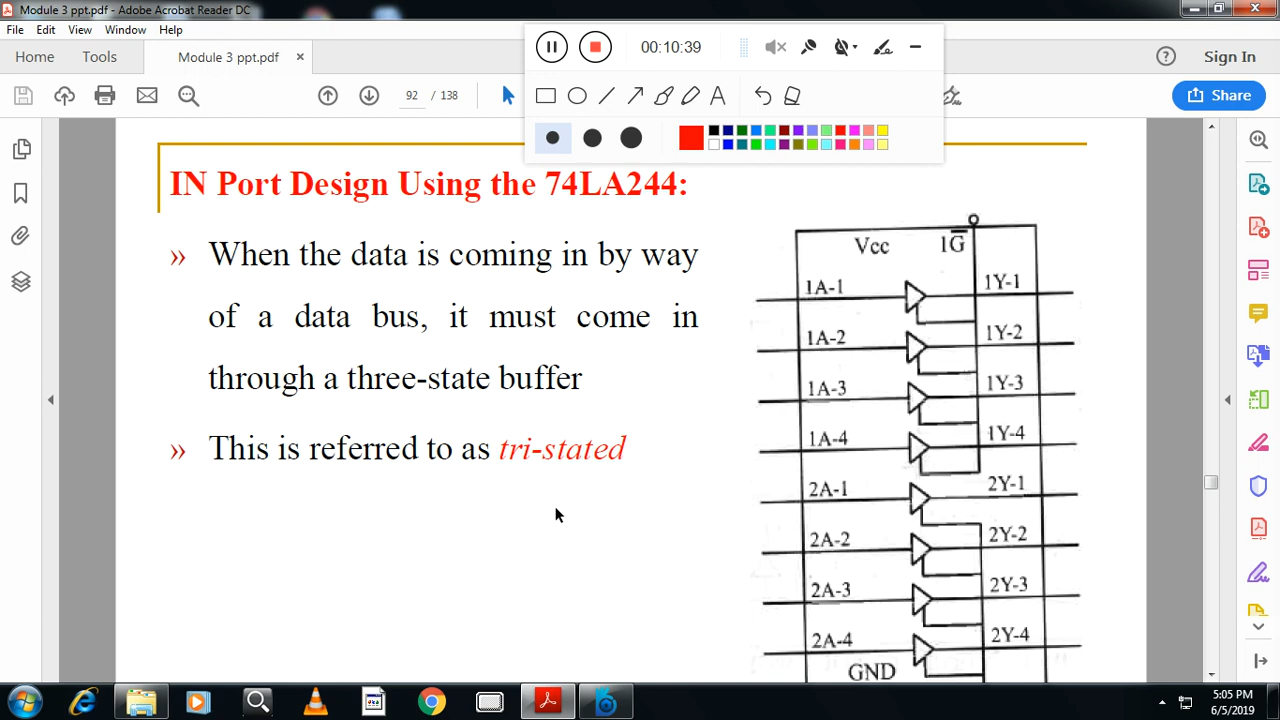 Module 3 ppt.pdf - Adobe Acrobat Reader DC
File Edit View Window Help
Home Tools Module 3 ppt.pdf × Sign In
00:10:39
92 / 138
A
Share
IN Port Design Using the 74LA244:
» When the data is coming in by way
of a data bus, it must come in
through a three-state buffer
» This is referred to as tri-stated
Vcc 1G̅
1A-1 1Y-1
1A-2 1Y-2
1A-3 1Y-3
1A-4 1Y-4
2A-1 2Y-1
2A-2 2Y-2
2A-3 2Y-3
2A-4 2Y-4
GND
5:05 PM
6/5/2019